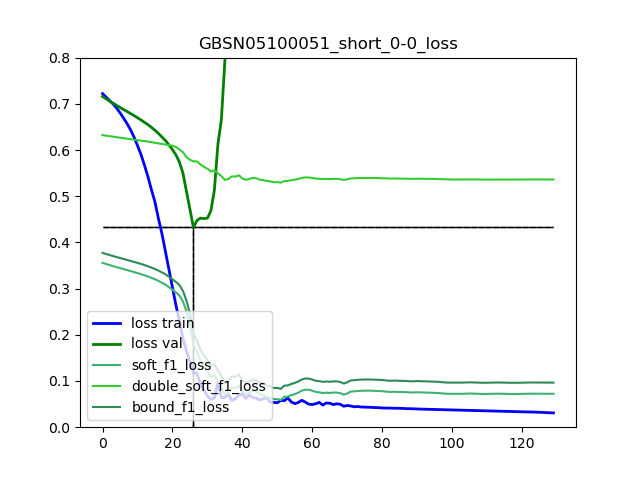 GBSN05100051_short_0-0_loss
0.8
0.7
0.6
0.5
0.4
0.3
0.2
0.1
0.0
loss train
loss val
soft_f1_loss
double_soft_f1_loss
bound_f1_loss
0 20 40 60 80 100 120